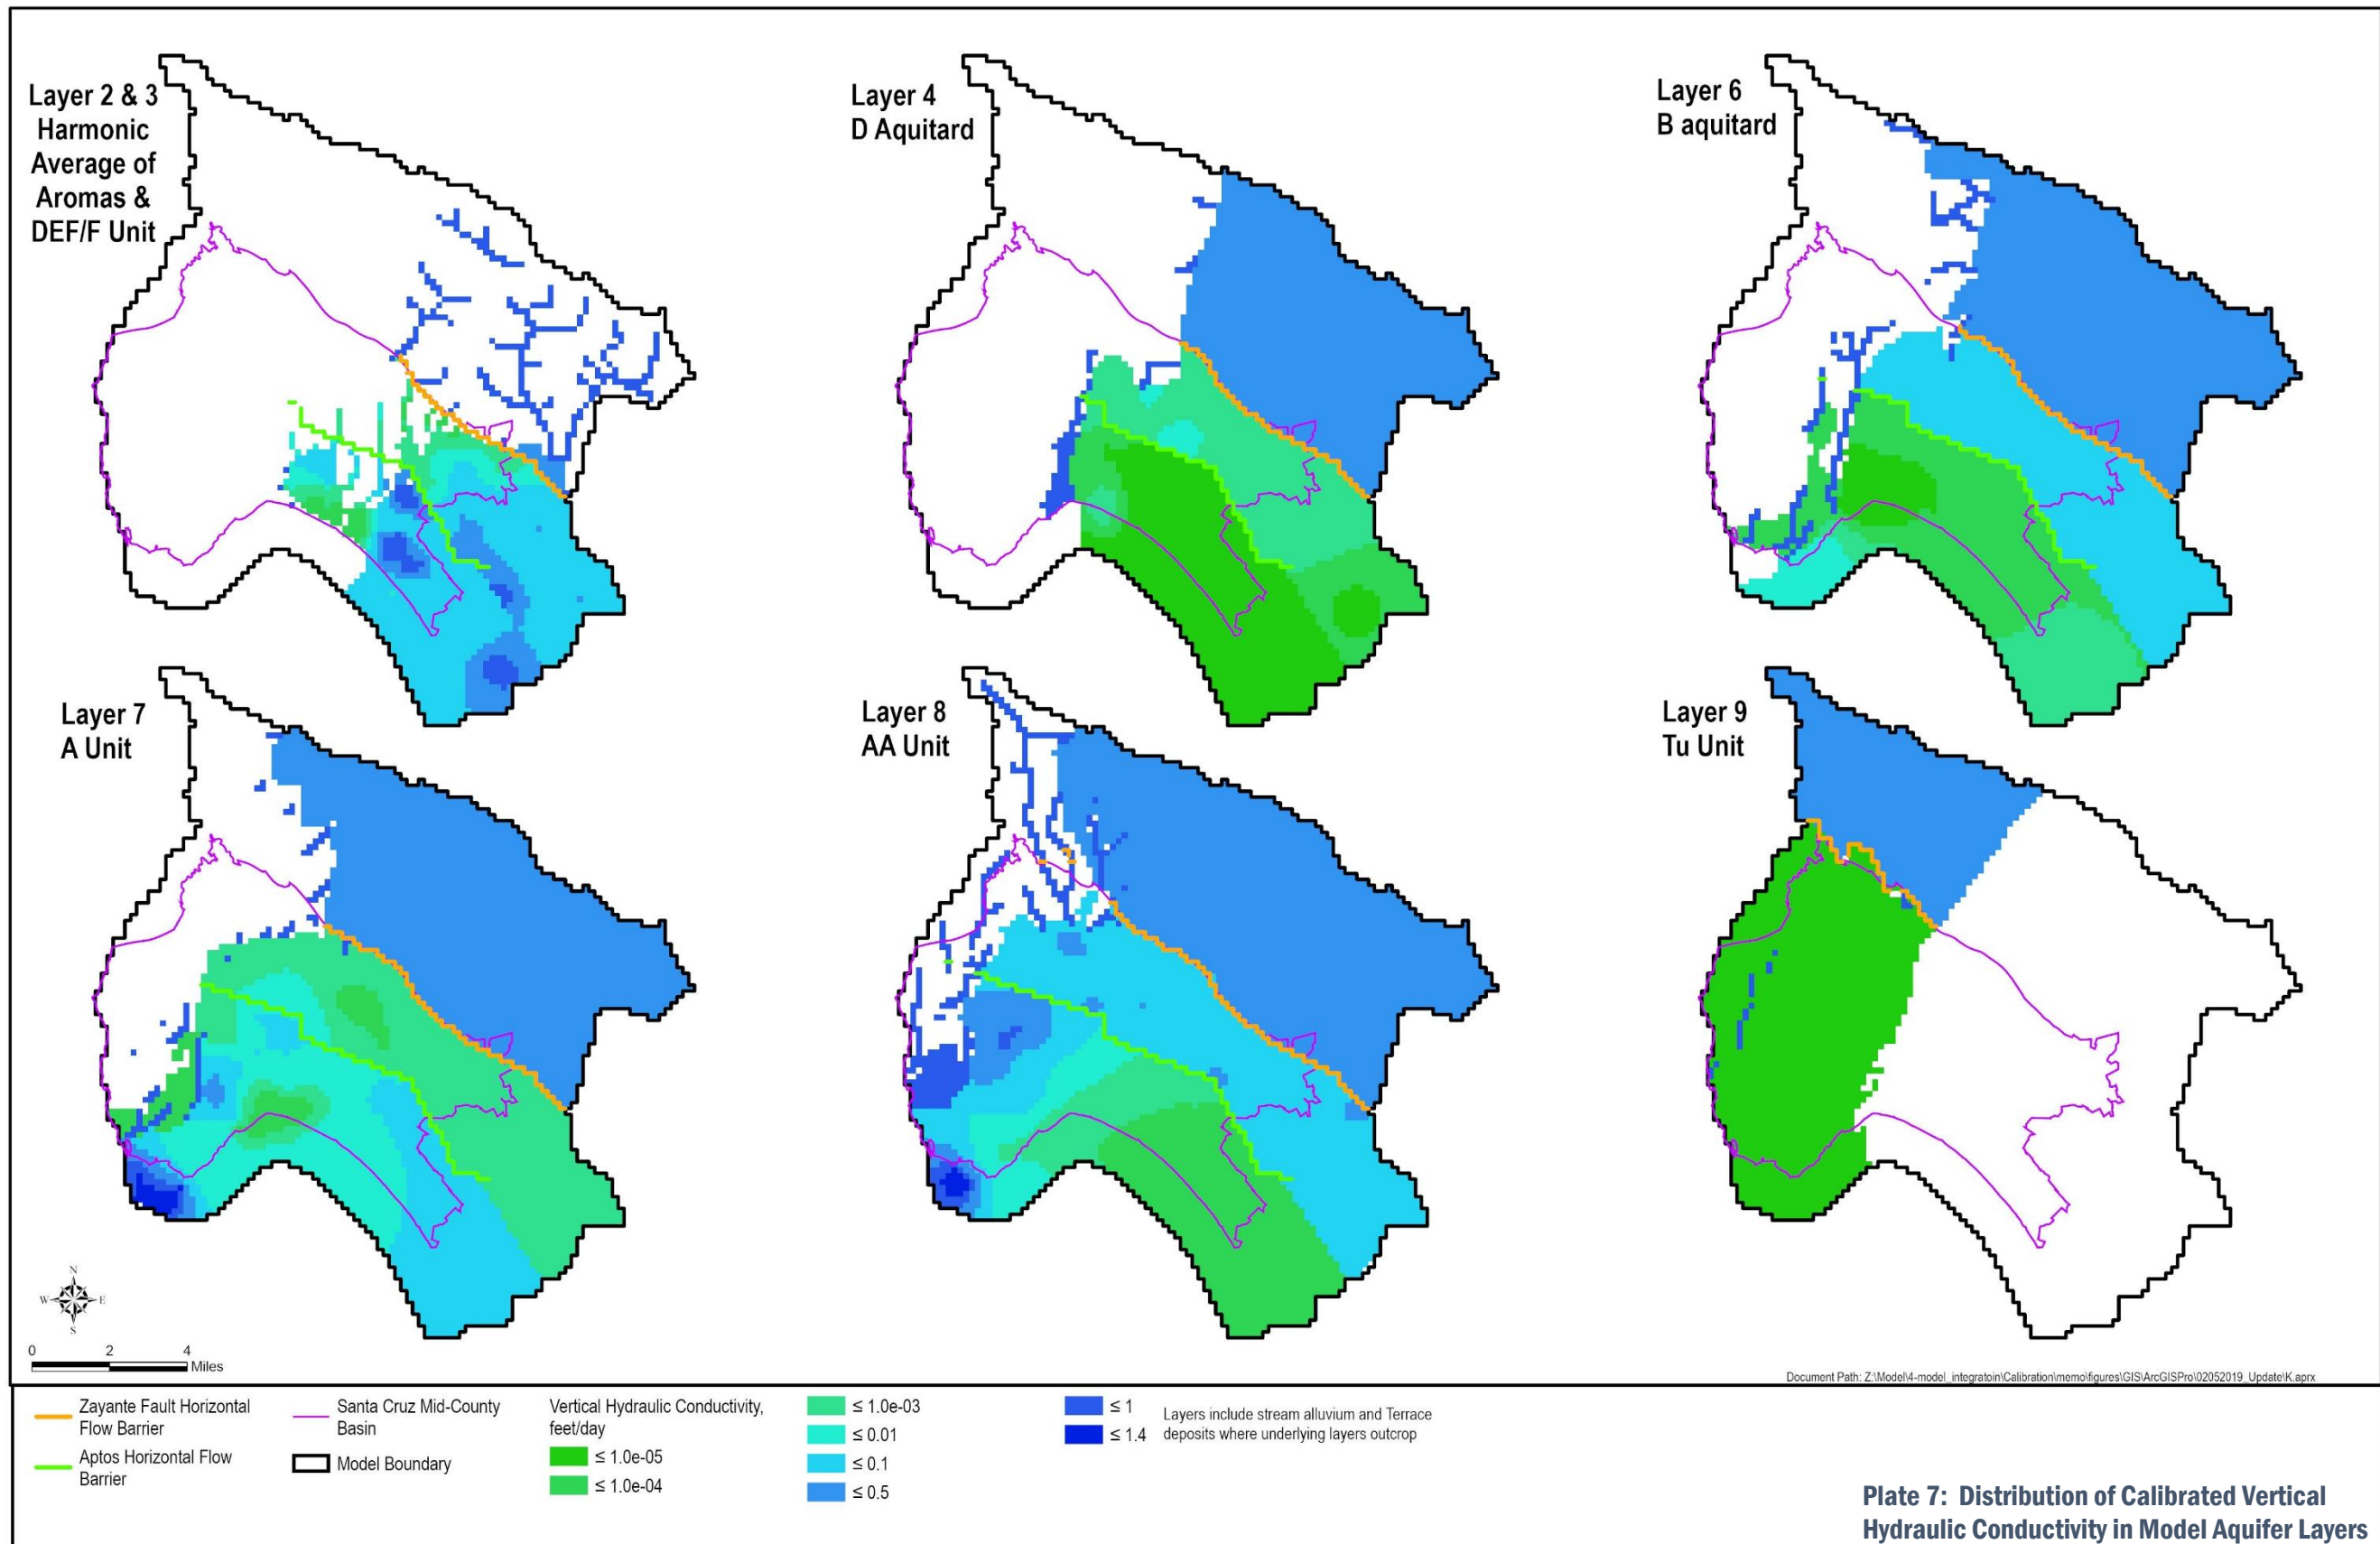 Layer 2 & 3
Harmonic
Average of
Aromas &
DEF/F Unit
Layer 4
D Aquitard
Layer 6
B aquitard
Layer 7
A Unit
Layer 8
AA Unit
Layer 9
Tu Unit
N
W E
S
0 2 4
Miles
Document Path: Z:\Model\4-model_integratoin\Calibration\memo\figures\GIS\ArcGISPro\02052019_Update\K.aprx
Zayante Fault Horizontal
Flow Barrier
Aptos Horizontal Flow
Barrier
Santa Cruz Mid-County
Basin
Model Boundary
Vertical Hydraulic Conductivity,
feet/day
≤ 1.0e-05
≤ 1.0e-04
≤ 1.0e-03
≤ 0.01
≤ 0.1
≤ 0.5
≤ 1
≤ 1.4
Layers include stream alluvium and Terrace
deposits where underlying layers outcrop
Plate 7: Distribution of Calibrated Vertical
Hydraulic Conductivity in Model Aquifer Layers